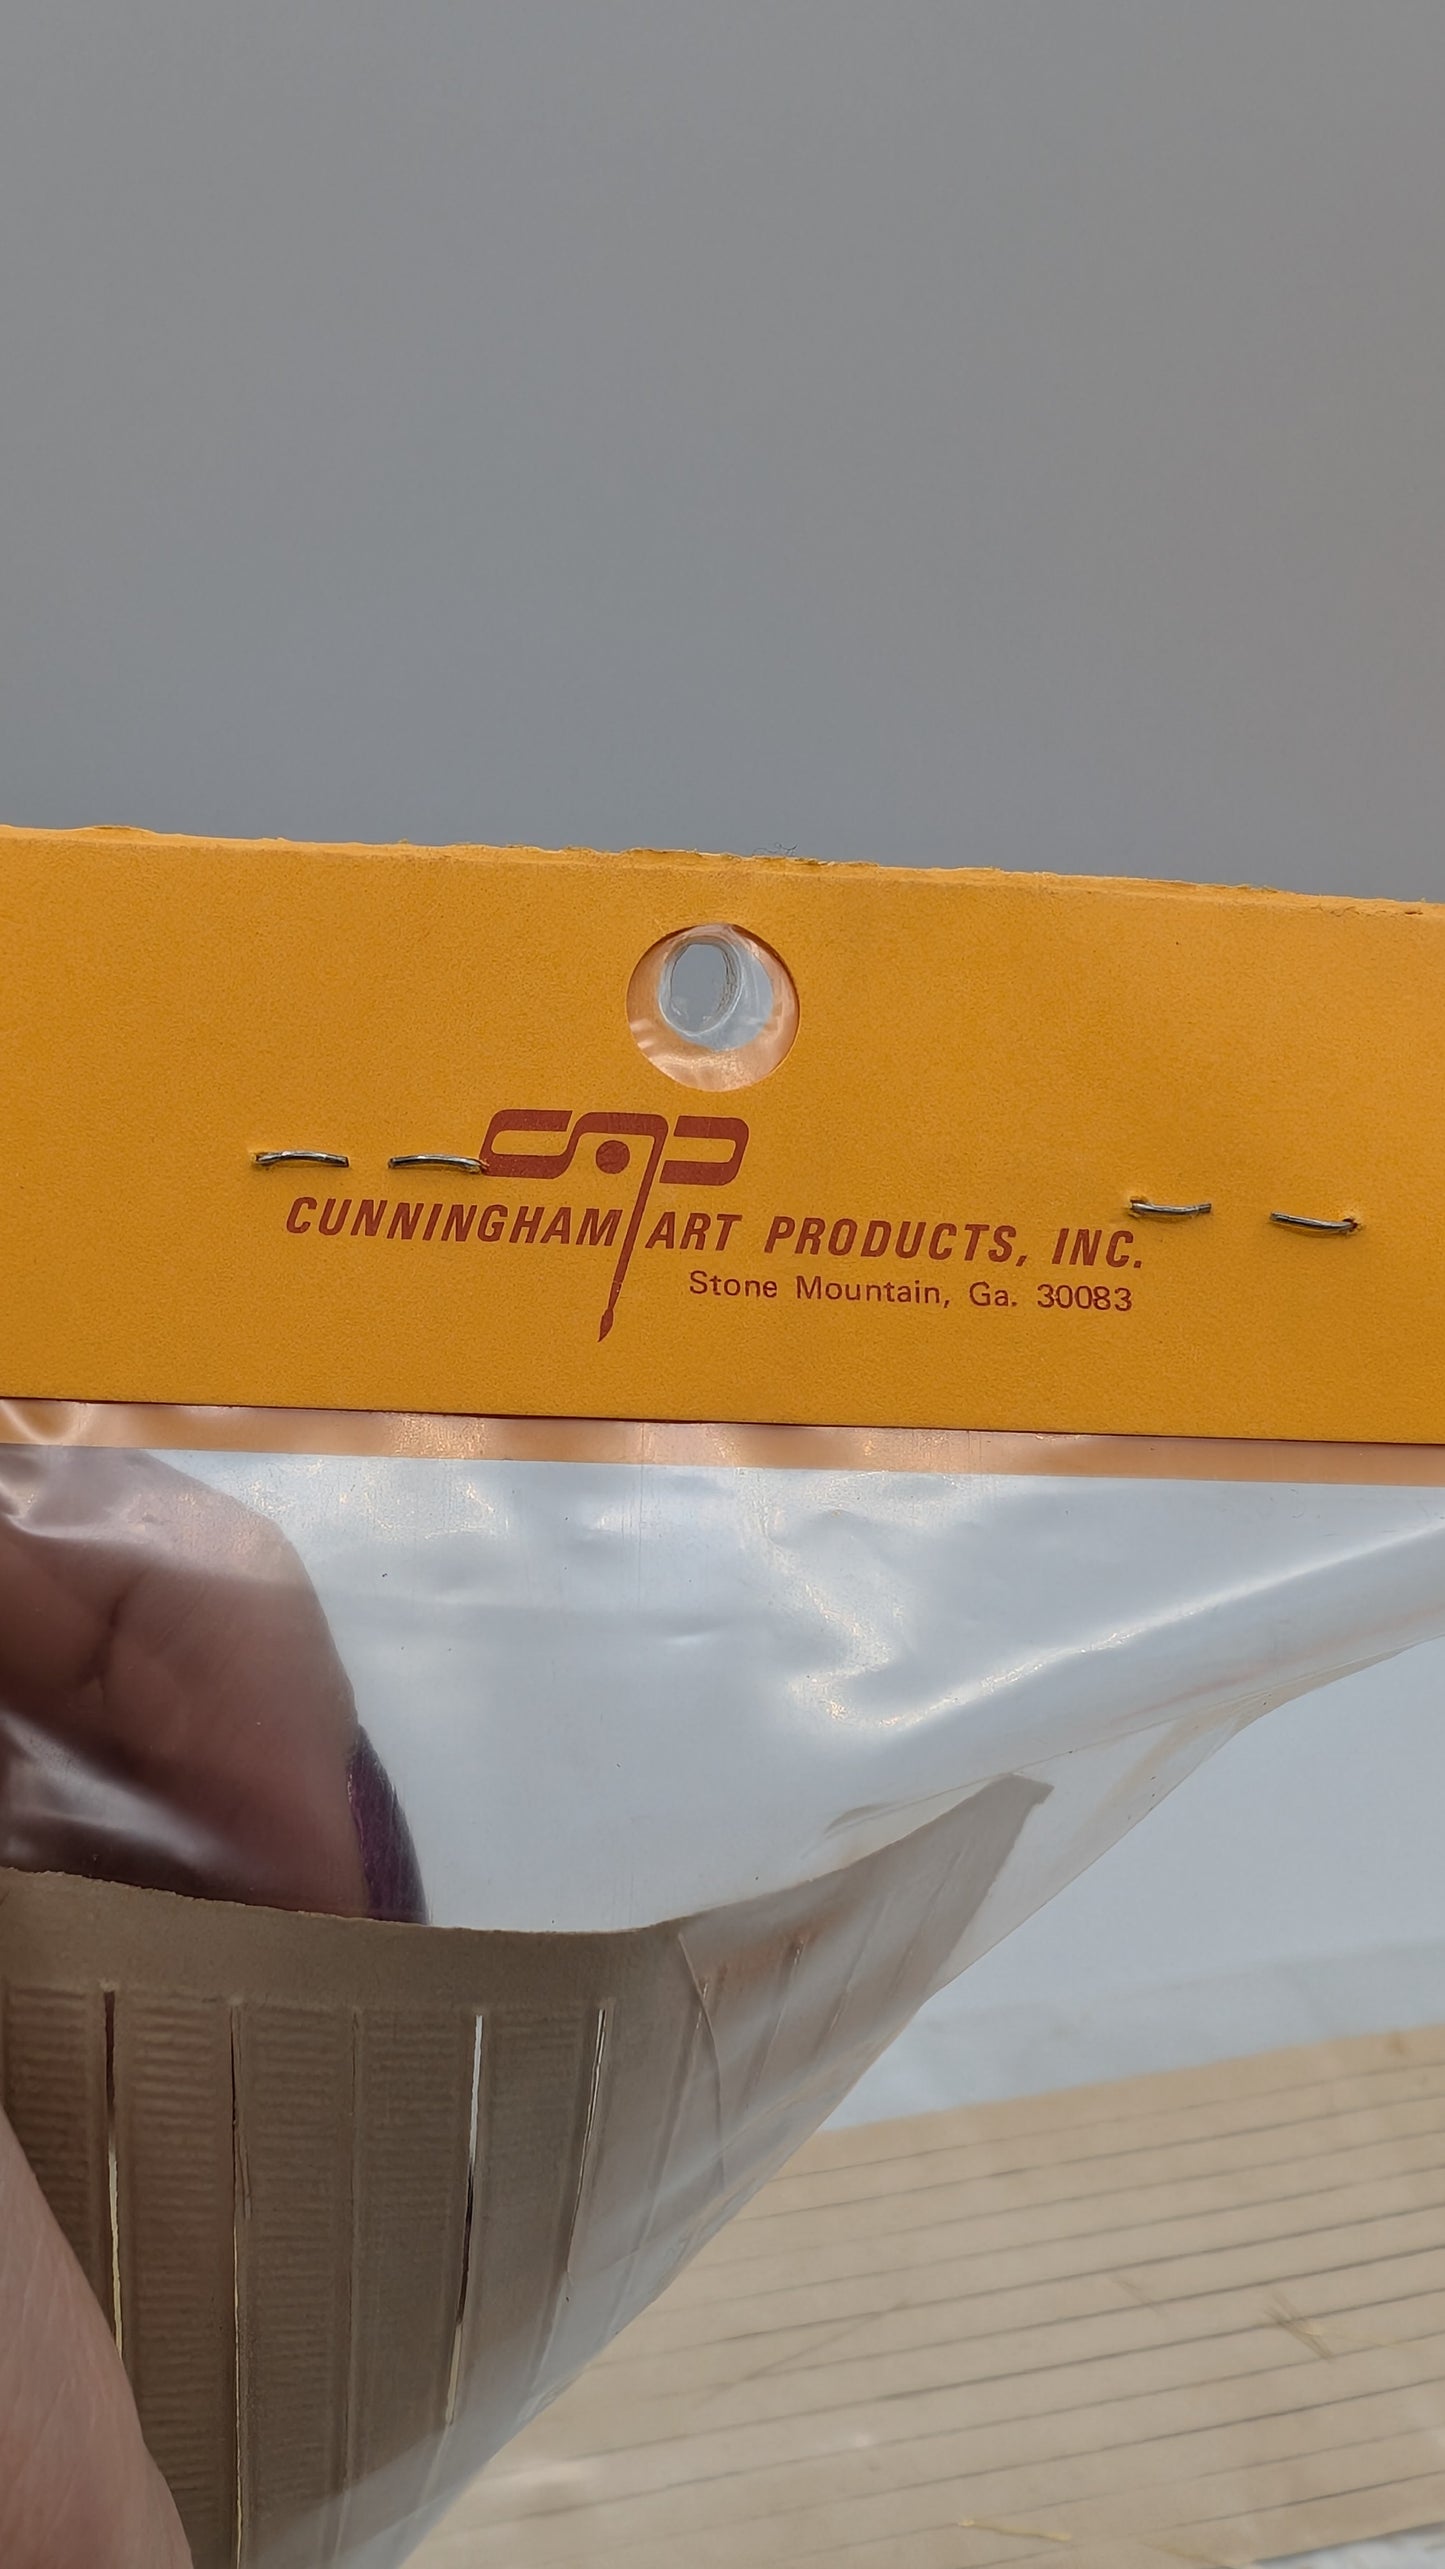 cap
CUNNINGHAM ART PRODUCTS, INC.
Stone Mountain, Ga. 30083